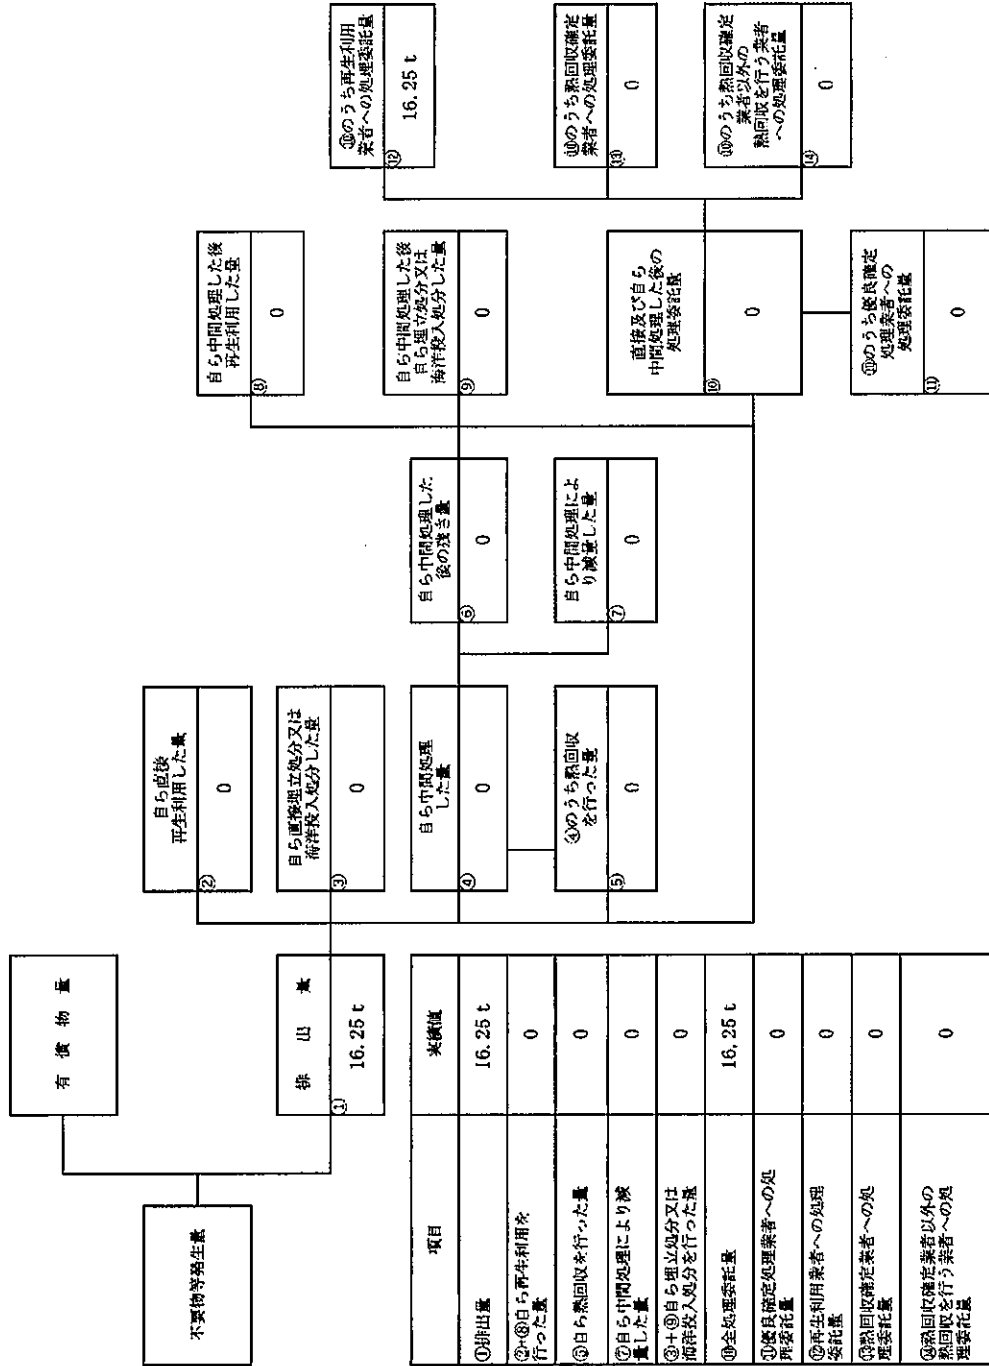 不要物等発生量
有償物量
排出量
①
16.25 t
自ら直接
再生利用した量
②
0
自ら直接埋立処分又は
海洋投入処分した量
③
0
自ら中間処理
した量
④
0
④のうち熱回収
を行った量
⑤
0
自ら中間処理した
後の残さ量
⑥
0
自ら中間処理によ
り減量した量
⑦
0
自ら中間処理した後
再生利用した量
⑧
0
自ら中間処理した後
自ら埋立処分又は
海洋投入処分した量
⑨
0
直接及び自ら
中間処理した後の
処理委託量
⑩
0
⑩のうち優良確定
処理業者への
処理委託量
⑪
0
⑩のうち再生利用
業者への処理委託量
⑫
16.25 t
⑩のうち熱回収確定
業者への処理委託量
⑬
0
⑩のうち熱回収確定
業者以外の
熱回収を行う業者
への処理委託量
⑭
0
項目 実績値
①排出量 16.25 t
②+⑧自ら再生利用を
行った量 0
⑤自ら熱回収を行った量 0
⑦自ら中間処理により減
量した量 0
③+⑨自ら埋立処分又は
海洋投入処分を行った量 0
⑩全処理委託量 16.25 t
⑪優良確定処理業者への処
理委託量 0
⑫再生利用業者への処理
委託量 0
⑬熱回収確定業者への処
理委託量 0
⑭熱回収確定業者以外の
熱回収を行う業者への処
理委託量 0